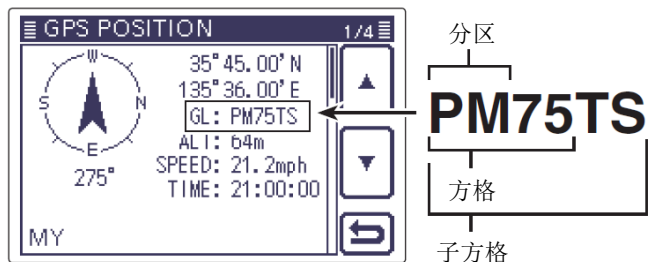 GPS POSITION 1/4
35°45.00'N
135°36.00'E
GL: PM75TS
ALT: 64m
SPEED: 21.2mph
TIME: 21:00:00
W
S
N
E
275°
MY
分区
PM75TS
方格
子方格